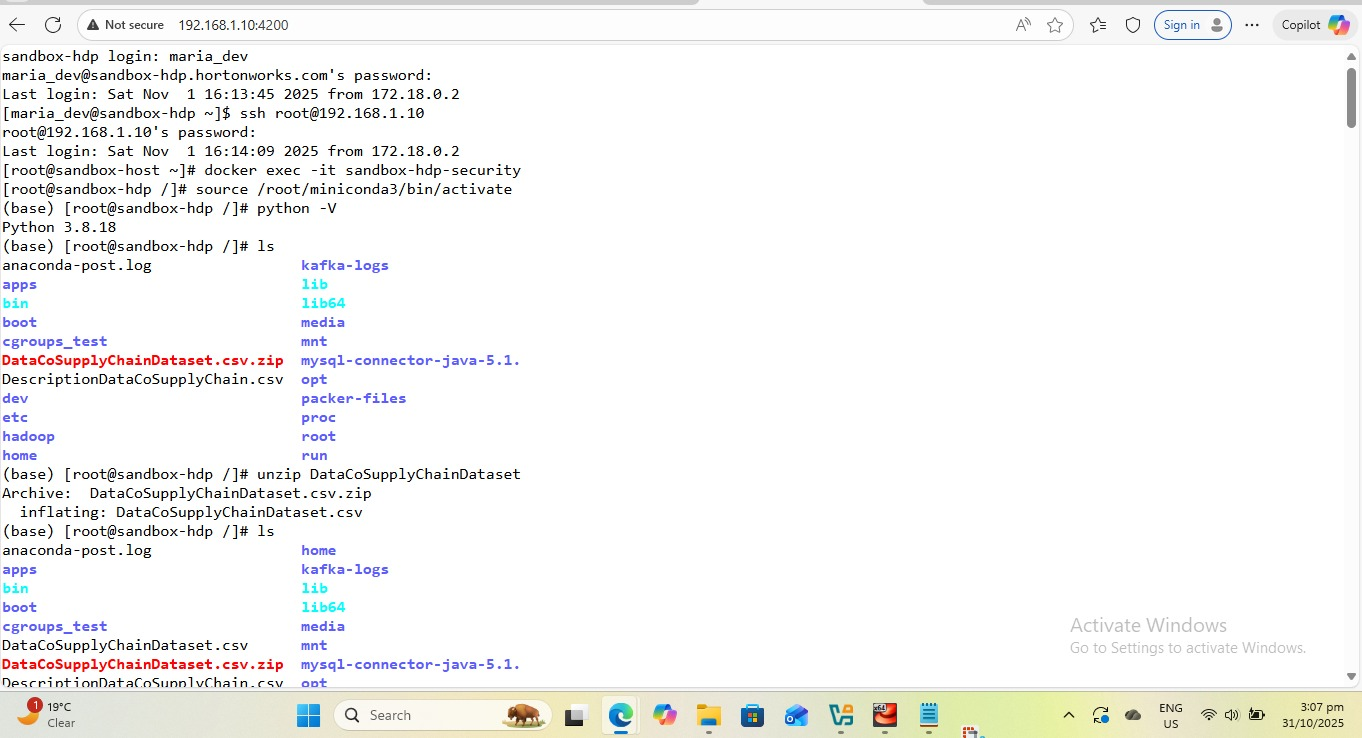 Not secure 192.168.1.10:4200 Sign in Copilot
sandbox-hdp login: maria_dev
maria_dev@sandbox-hdp.hortonworks.com's password:
Last login: Sat Nov  1 16:13:45 2025 from 172.18.0.2
[maria_dev@sandbox-hdp ~]$ ssh root@192.168.1.10
root@192.168.1.10's password:
Last login: Sat Nov  1 16:14:09 2025 from 172.18.0.2
[root@sandbox-host ~]# docker exec -it sandbox-hdp-security
[root@sandbox-hdp /]# source /root/miniconda3/bin/activate
(base) [root@sandbox-hdp /]# python -V
Python 3.8.18
(base) [root@sandbox-hdp /]# ls
anaconda-post.log kafka-logs
apps lib
bin lib64
boot media
cgroups_test mnt
DataCoSupplyChainDataset.csv.zip mysql-connector-java-5.1.
DescriptionDataCoSupplyChain.csv opt
dev packer-files
etc proc
hadoop root
home run
(base) [root@sandbox-hdp /]# unzip DataCoSupplyChainDataset
Archive:  DataCoSupplyChainDataset.csv.zip
  inflating: DataCoSupplyChainDataset.csv
(base) [root@sandbox-hdp /]# ls
anaconda-post.log home
apps kafka-logs
bin lib
boot lib64
cgroups_test media
DataCoSupplyChainDataset.csv mnt
DataCoSupplyChainDataset.csv.zip mysql-connector-java-5.1.
DescriptionDataCoSupplyChain.csv opt
Activate Windows
Go to Settings to activate Windows.
1 19°C
Clear
Search
x64
ENG
US
3:07 pm
31/10/2025